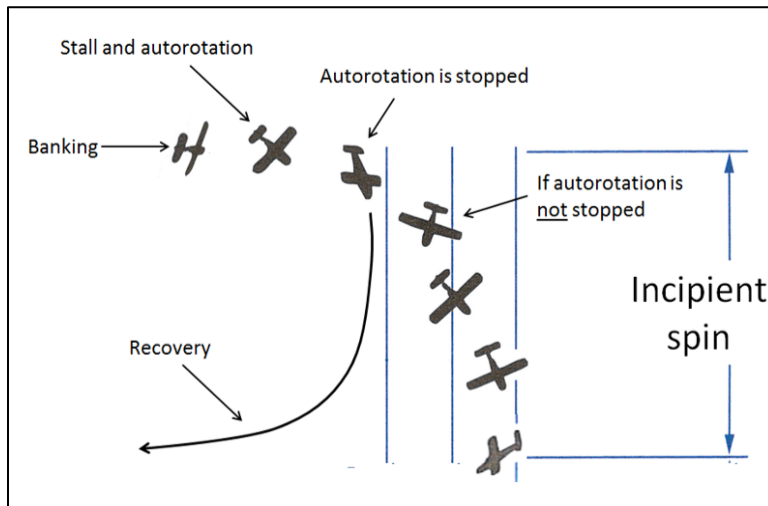 Stall and autorotation
Autorotation is stopped
Banking
If autorotation is
not stopped
Incipient
spin
Recovery